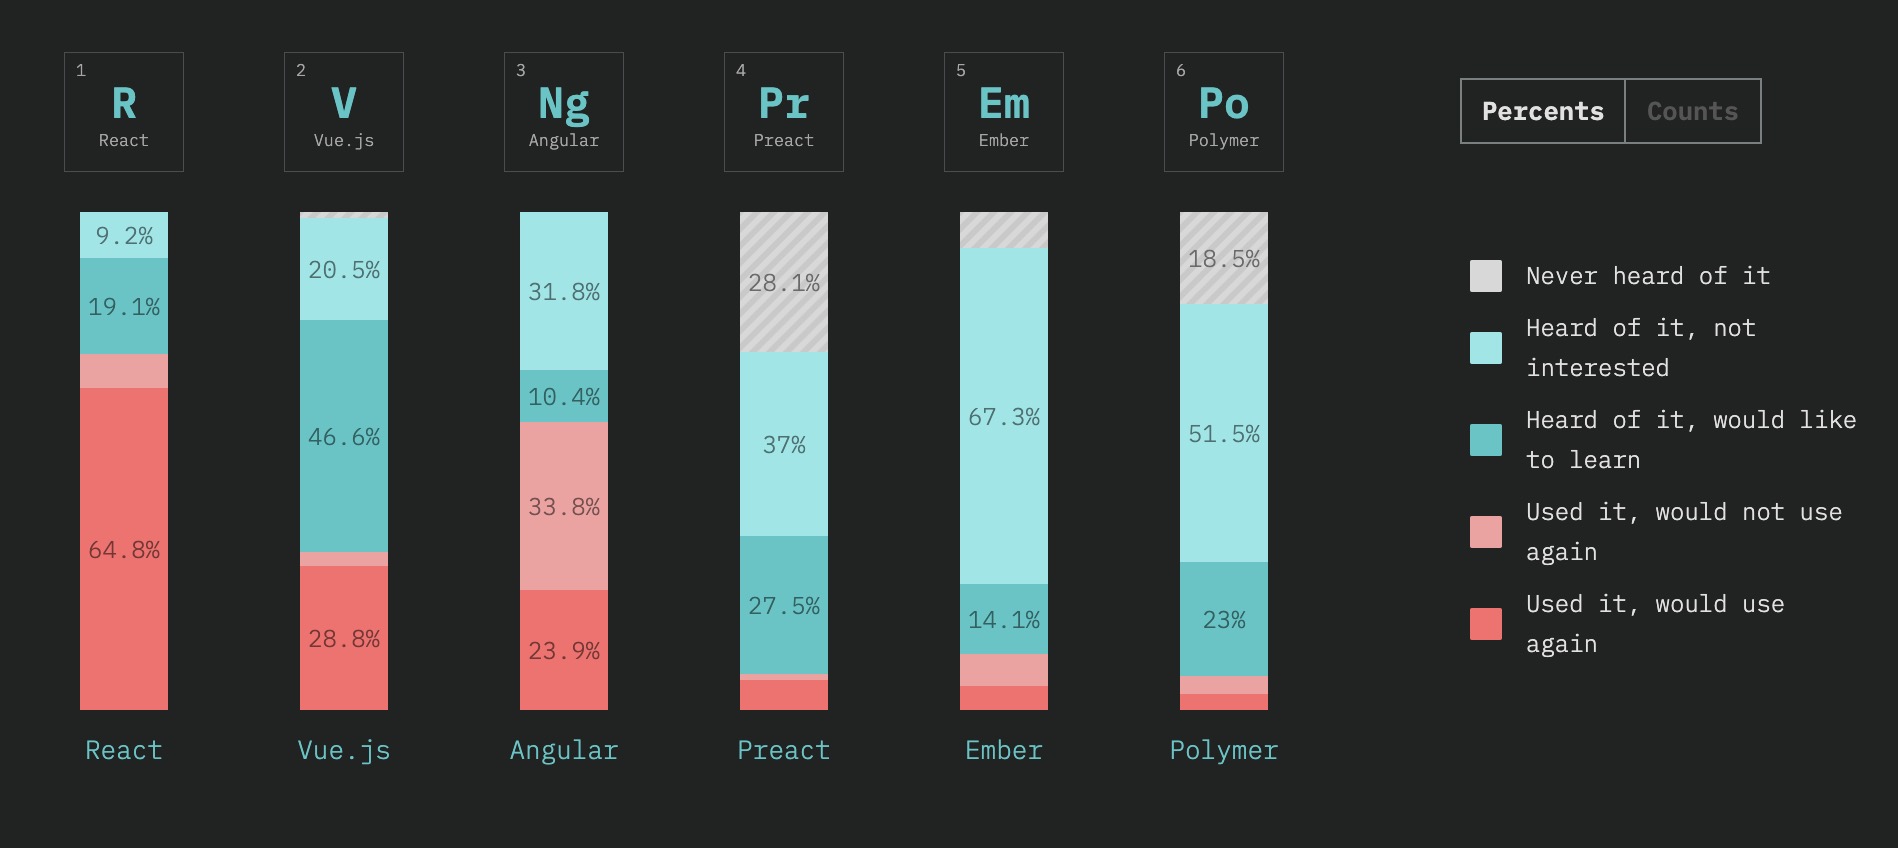 1
R
React
2
V
Vue.js
3
Ng
Angular
4
Pr
Preact
5
Em
Ember
6
Po
Polymer
Percents
Counts
9.2%
19.1%
64.8%
20.5%
46.6%
28.8%
31.8%
10.4%
33.8%
23.9%
28.1%
37%
27.5%
67.3%
14.1%
18.5%
51.5%
23%
React
Vue.js
Angular
Preact
Ember
Polymer
Never heard of it
Heard of it, not
interested
Heard of it, would like
to learn
Used it, would not use
again
Used it, would use
again